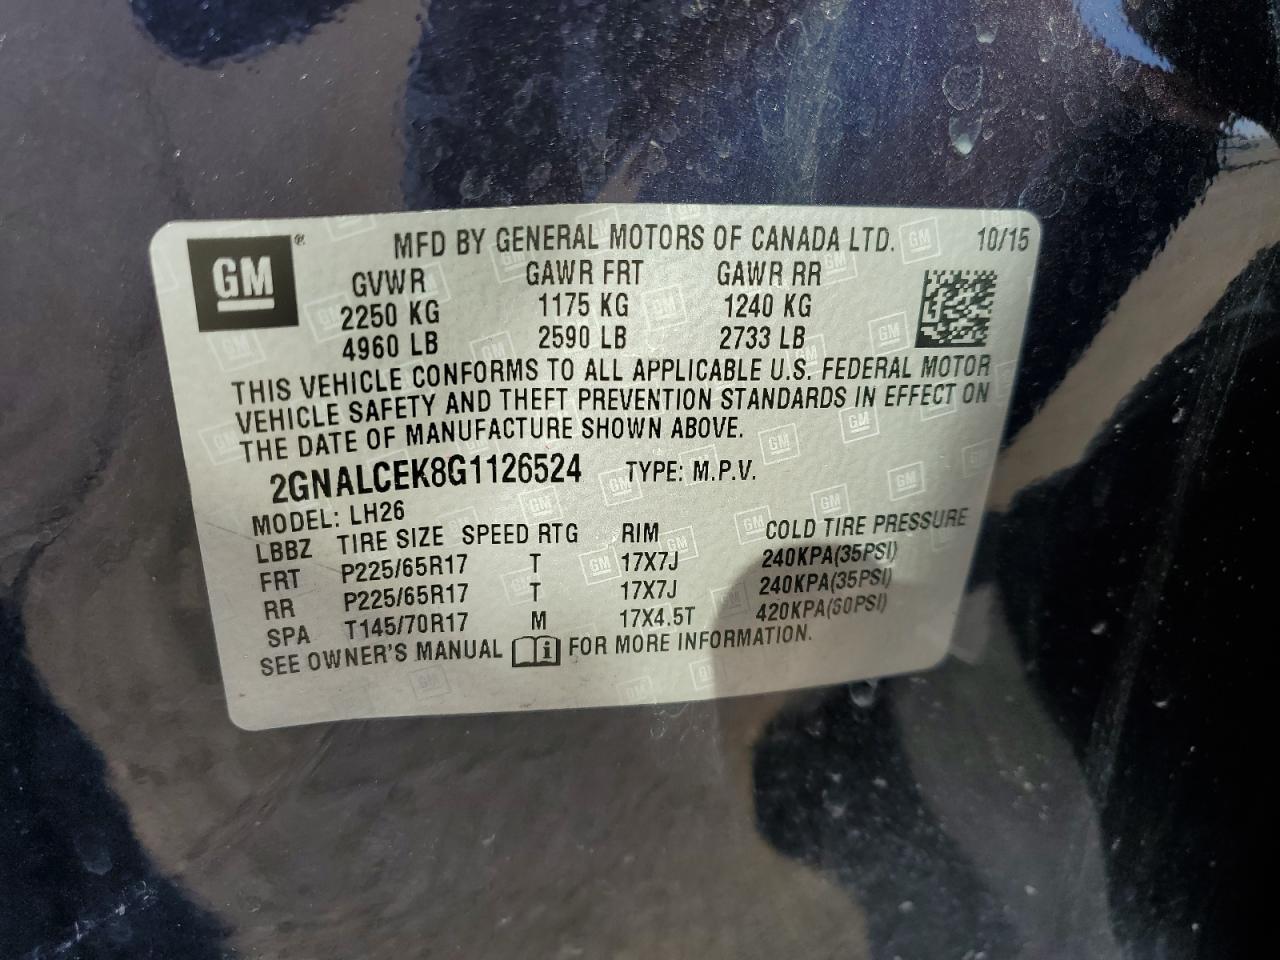 GM® MFD BY GENERAL MOTORS OF CANADA LTD. 10/15
GVWR GAWR FRT GAWR RR
2250 KG 1175 KG 1240 KG
4960 LB 2590 LB 2733 LB
THIS VEHICLE CONFORMS TO ALL APPLICABLE U.S. FEDERAL MOTOR
VEHICLE SAFETY AND THEFT PREVENTION STANDARDS IN EFFECT ON
THE DATE OF MANUFACTURE SHOWN ABOVE.
2GNALCEK8G1126524 TYPE: M.P.V.
MODEL: LH26
LBBZ TIRE SIZE SPEED RTG RIM COLD TIRE PRESSURE
FRT P225/65R17 T 17X7J 240KPA(35PSI)
RR P225/65R17 T 17X7J 240KPA(35PSI)
SPA T145/70R17 M 17X4.5T 420KPA(60PSI)
SEE OWNER'S MANUAL i FOR MORE INFORMATION.